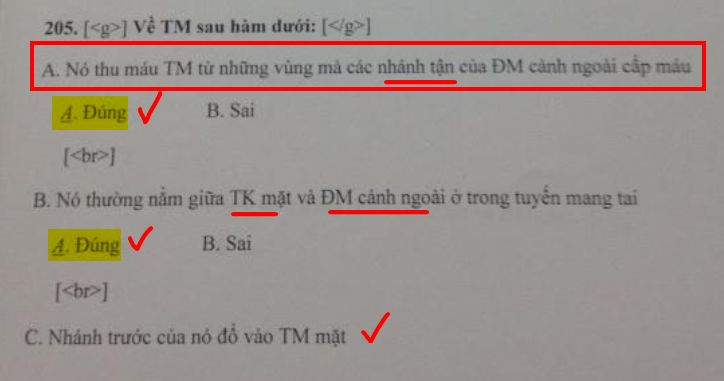 205. [<g>] Về TM sau hàm dưới: [</g>]
A. Nó thu máu TM từ những vùng mà các nhánh tận của ĐM cảnh ngoài cấp máu
A. Đúng B. Sai
[<br>]
B. Nó thường nằm giữa TK mặt và ĐM cảnh ngoài ở trong tuyến mang tai
A. Đúng B. Sai
[<br>]
C. Nhánh trước của nó đổ vào TM mặt